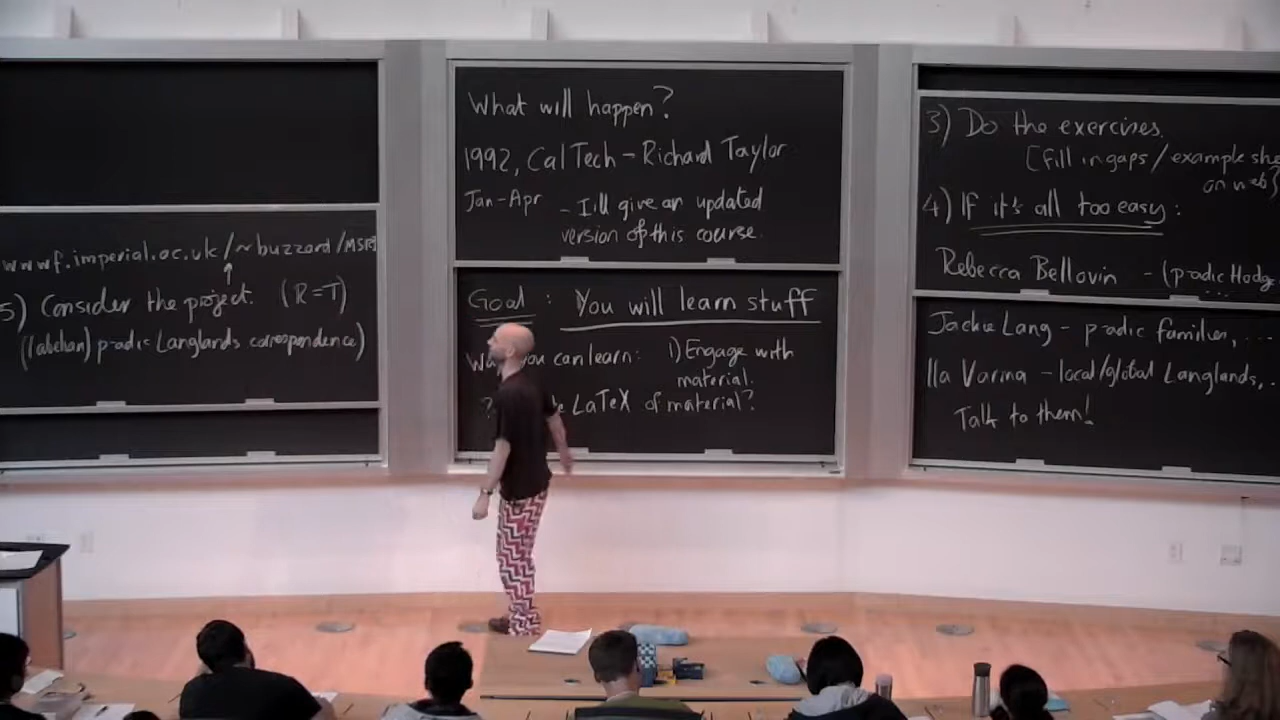 www2.imperial.ac.uk/~buzzard/MSRI
5) Consider the project. (R=T)
((abelian) p-adic Langlands correspondence)
What will happen?
1992, CalTech - Richard Taylor
Jan-Apr - I'll give an updated
version of this course.
Goal : You will learn stuff
you can learn: 1) Engage with
material.
LaTeX of material?
3) Do the exercises.
[fill in gaps / example she
on web]
4) If it's all too easy:
Rebecca Bellovin - (p-adic Hodg
...
Jackie Lang - p-adic families, ...
lla Varma - local/global Langlands, .
Talk to them!